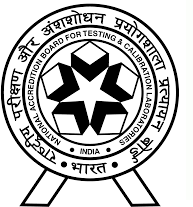 राष्ट्रीय परीक्षण और अंशशोधन प्रयोगशाला प्रत्यायन बोर्ड
NATIONAL ACCREDITATION BOARD FOR TESTING & CALIBRATION LABORATORIES
• INDIA •
• भारत •